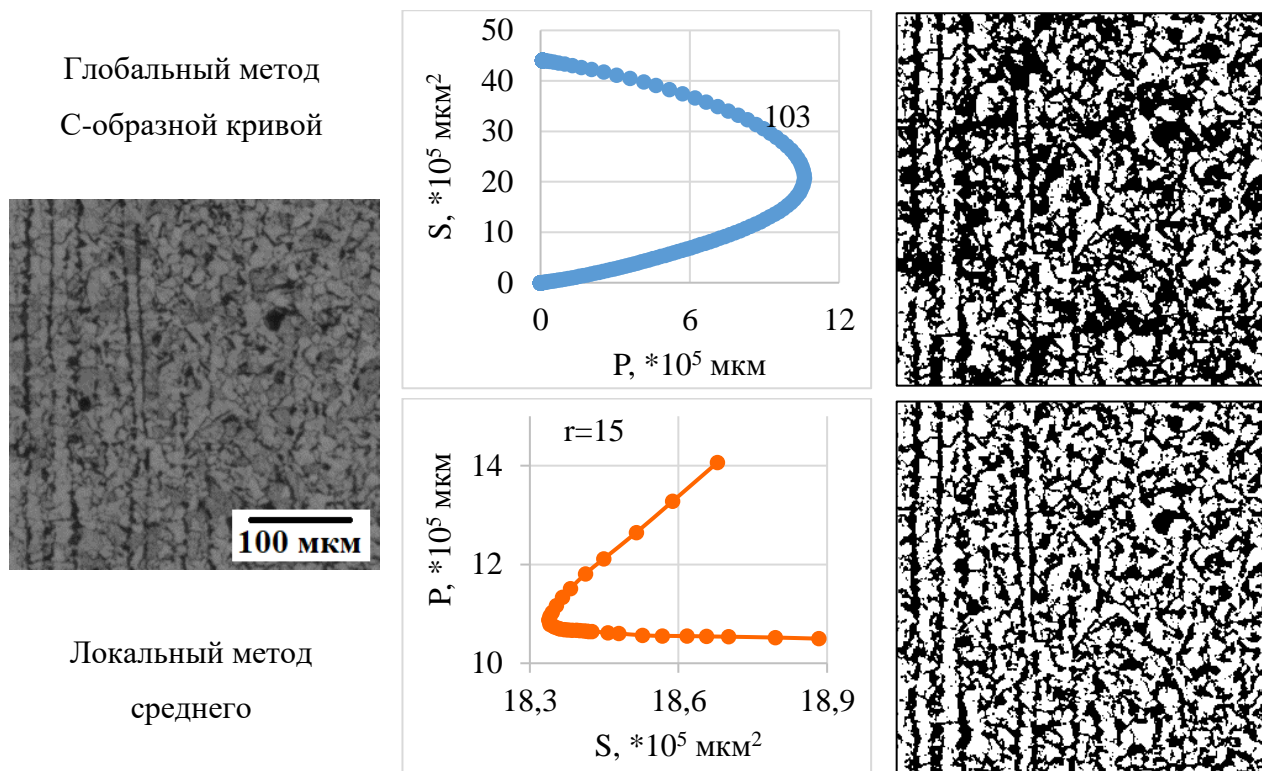 Глобальный метод
С-образной кривой
100 мкм
Локальный метод
среднего
S, *10⁵ мкм²
50
40
30
20
10
0
103
0 6 12
P, *10⁵ мкм
r=15
P, *10⁵ мкм
14
12
10
18,3 18,6 18,9
S, *10⁵ мкм²